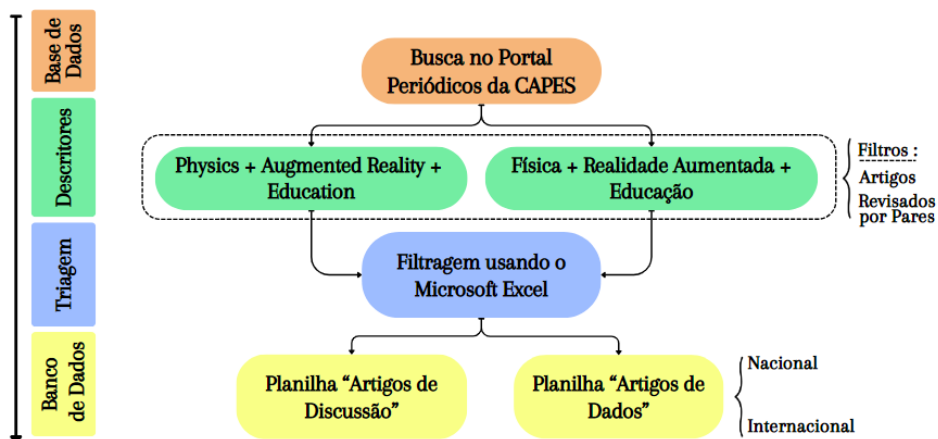 Base de
Dados
Busca no Portal
Periódicos da CAPES
Descritores
Physics + Augmented Reality +
Education
Física + Realidade Aumentada +
Educação
Filtros :
Artigos
Revisados
por Pares
Triagem
Filtragem usando o
Microsoft Excel
Banco
de Dados
Planilha “Artigos de
Discussão”
Planilha “Artigos de
Dados”
Nacional
Internacional